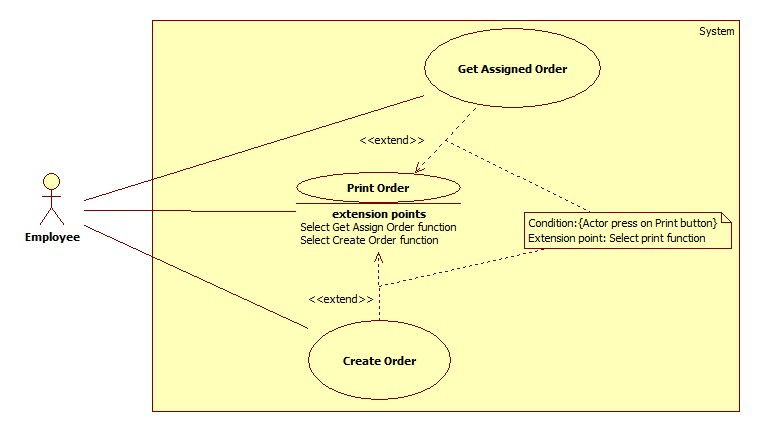 System
Get Assigned Order
<<extend>>
Print Order
extension points
Select Get Assign Order function
Select Create Order function
Employee
Condition:{Actor press on Print button}
Extension point: Select print function
<<extend>>
Create Order